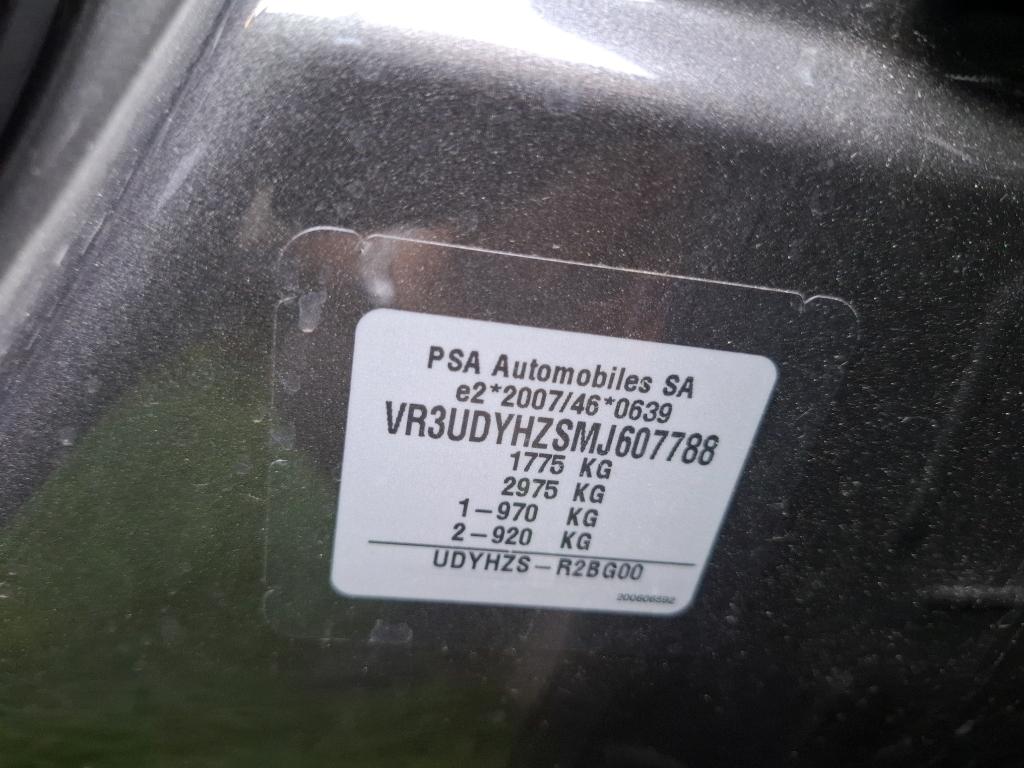 PSA Automobiles SA
e2*2007/46*0639
VR3UDYHZSMJ607788
1775 KG
2975 KG
1-970 KG
2-920 KG
UDYHZS-R2BG00
200606592